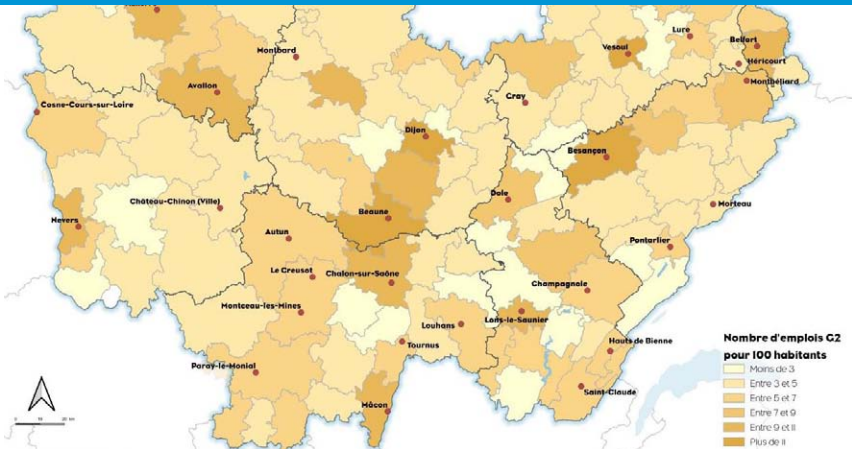 Montbard
Vesoul
Lure
Belfort
Héricourt
Montbéliard
Avallon
Gray
Cosne-Cours-sur-Loire
Dijon
Besançon
Château-Chinon (Ville)
Dole
Morteau
Nevers
Beaune
Autun
Pontarlier
Le Creusot
Chalon-sur-Saône
Champagnole
Montceau-les-Mines
Lons-le-Saunier
Louhans
Tournus
Hauts de Bienne
Paray-le-Monial
Saint-Claude
Mâcon
Nombre d'emplois G2
pour 100 habitants
Moins de 3
Entre 3 et 5
Entre 5 et 7
Entre 7 et 9
Entre 9 et 11
Plus de 11